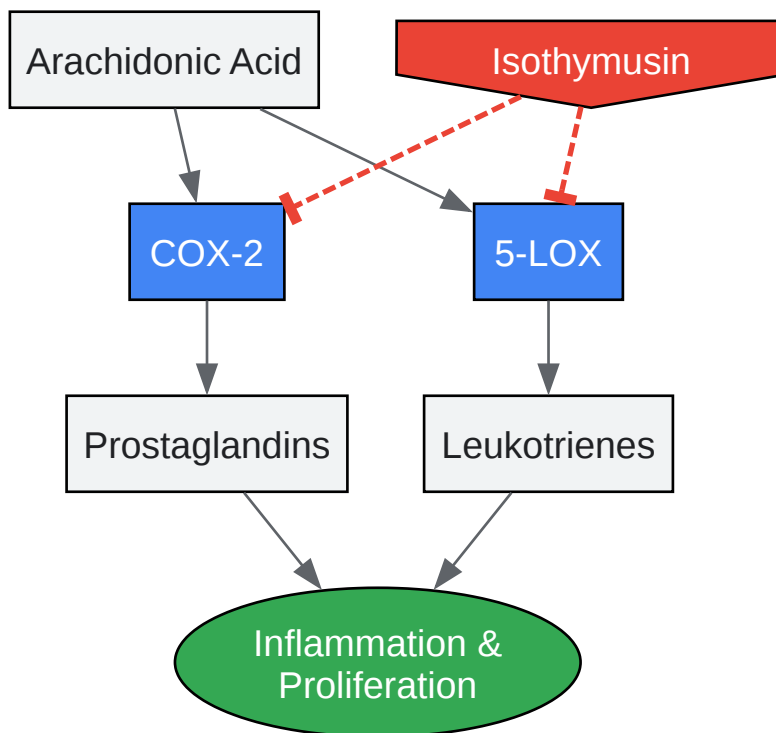 Arachidonic Acid
Isothymusin
COX-2
5-LOX
Prostaglandins
Leukotrienes
Inflammation &
Proliferation